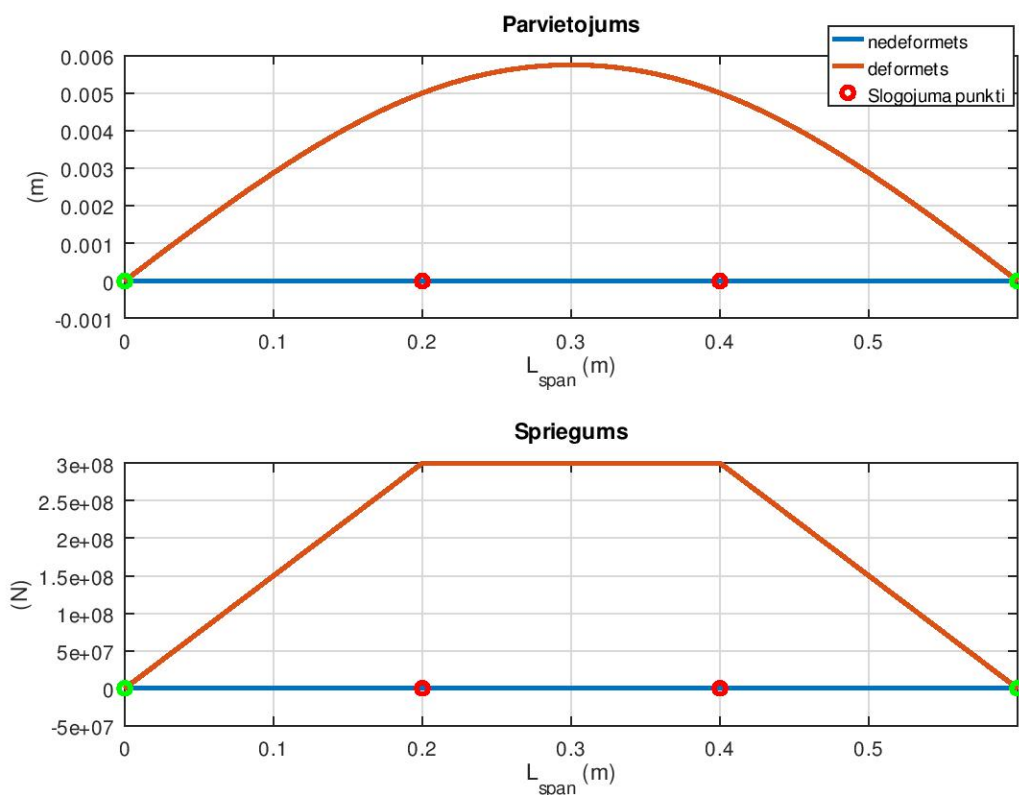 Parvietojums
nedeformets
deformets
Slogojuma punkti
0.006
0.005
0.004
0.003
0.002
0.001
0
-0.001
(m)
0 0.1 0.2 0.3 0.4 0.5
L_span (m)
Spriegums
3e+08
2.5e+08
2e+08
1.5e+08
1e+08
5e+07
0
-5e+07
(N)
0 0.1 0.2 0.3 0.4 0.5
L_span (m)